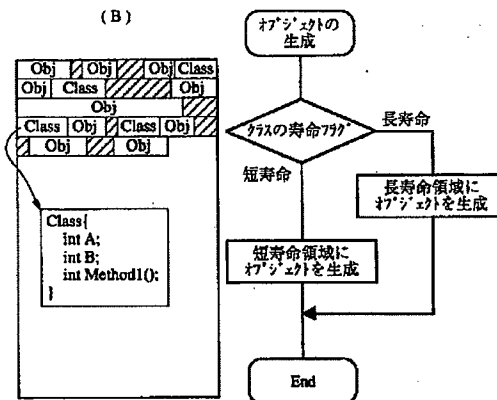 (B)
Obj Obj Obj Class
Obj Class Obj
Obj
Class Obj Class Obj
Obj Obj
Class{
int A;
int B;
int Method1();
}
オブジェクトの
生成
クラスの寿命フラグ
長寿命
短寿命
長寿命領域に
オブジェクトを生成
短寿命領域に
オブジェクトを生成
End